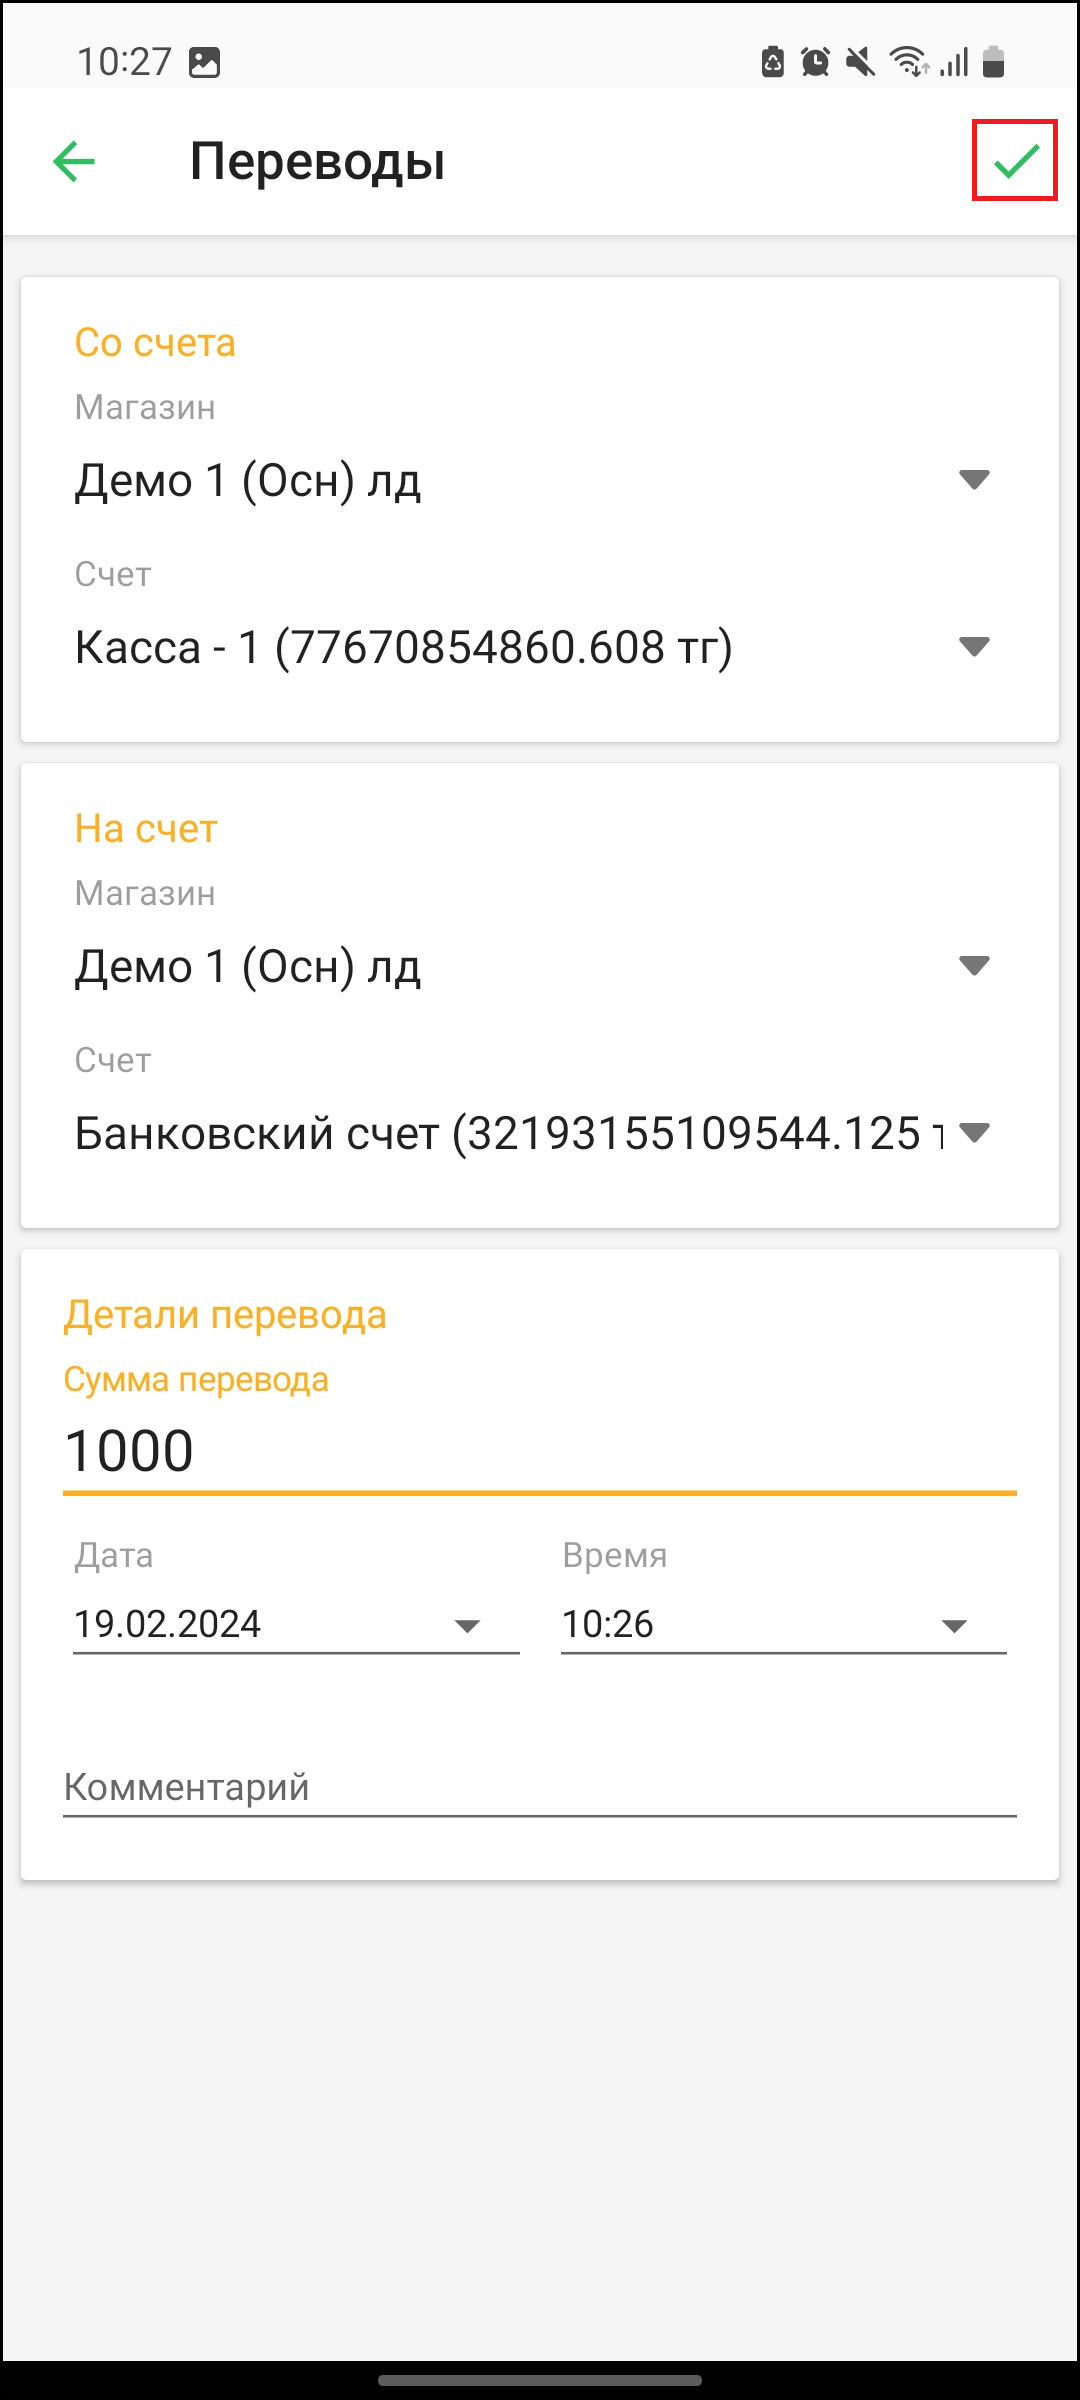 10:27
Переводы
Со счета
Магазин
Демо 1 (Осн) лд
Счет
Касса - 1 (77670854860.608 тг)
На счет
Магазин
Демо 1 (Осн) лд
Счет
Банковский счет (32193155109544.125 т
Детали перевода
Сумма перевода
1000
Дата
Время
19.02.2024
10:26
Комментарий